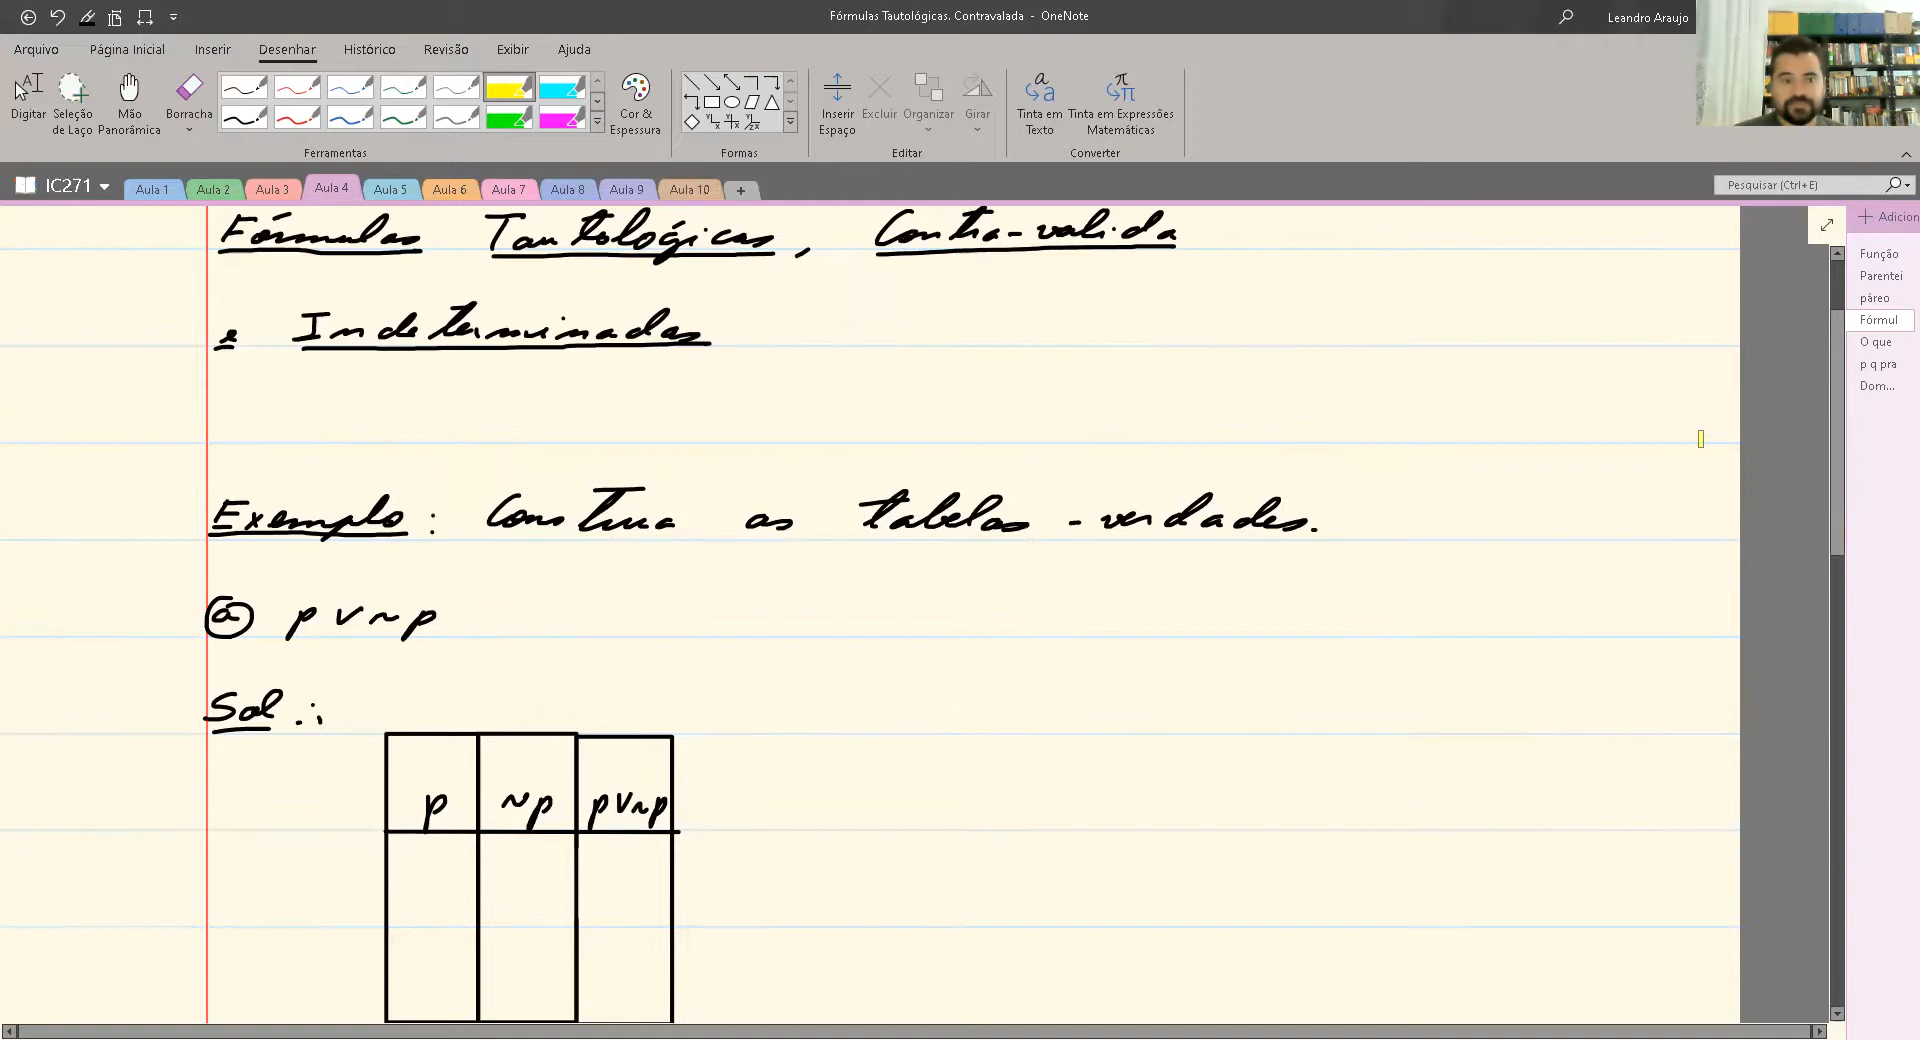 Fórmulas Tautológicas. Contravalada - OneNote
Leandro Araujo
Arquivo Página Inicial Inserir Desenhar Histórico Revisão Exibir Ajuda
Digitar
Seleção de Laço
Mão Panorâmica
Borracha
Cor & Espessura
Inserir Espaço
Excluir
Organizar
Girar
Tinta em Texto
Tinta em Expressões Matemáticas
Ferramentas
Formas
Editar
Converter
IC271 Aula 1 Aula 2 Aula 3 Aula 4 Aula 5 Aula 6 Aula 7 Aula 8 Aula 9 Aula 10 +
Pesquisar (Ctrl+E)
Adicion
Função
Parentei
páreo
Fórmul
O que
p q pra
Dom...
Fórmulas Tautológicas, Contra-valida
e Indeterminadas
Exemplo: Construa as tabelas-verdades.
a p v ~ p
Sol ∴
p ~p p v ~p